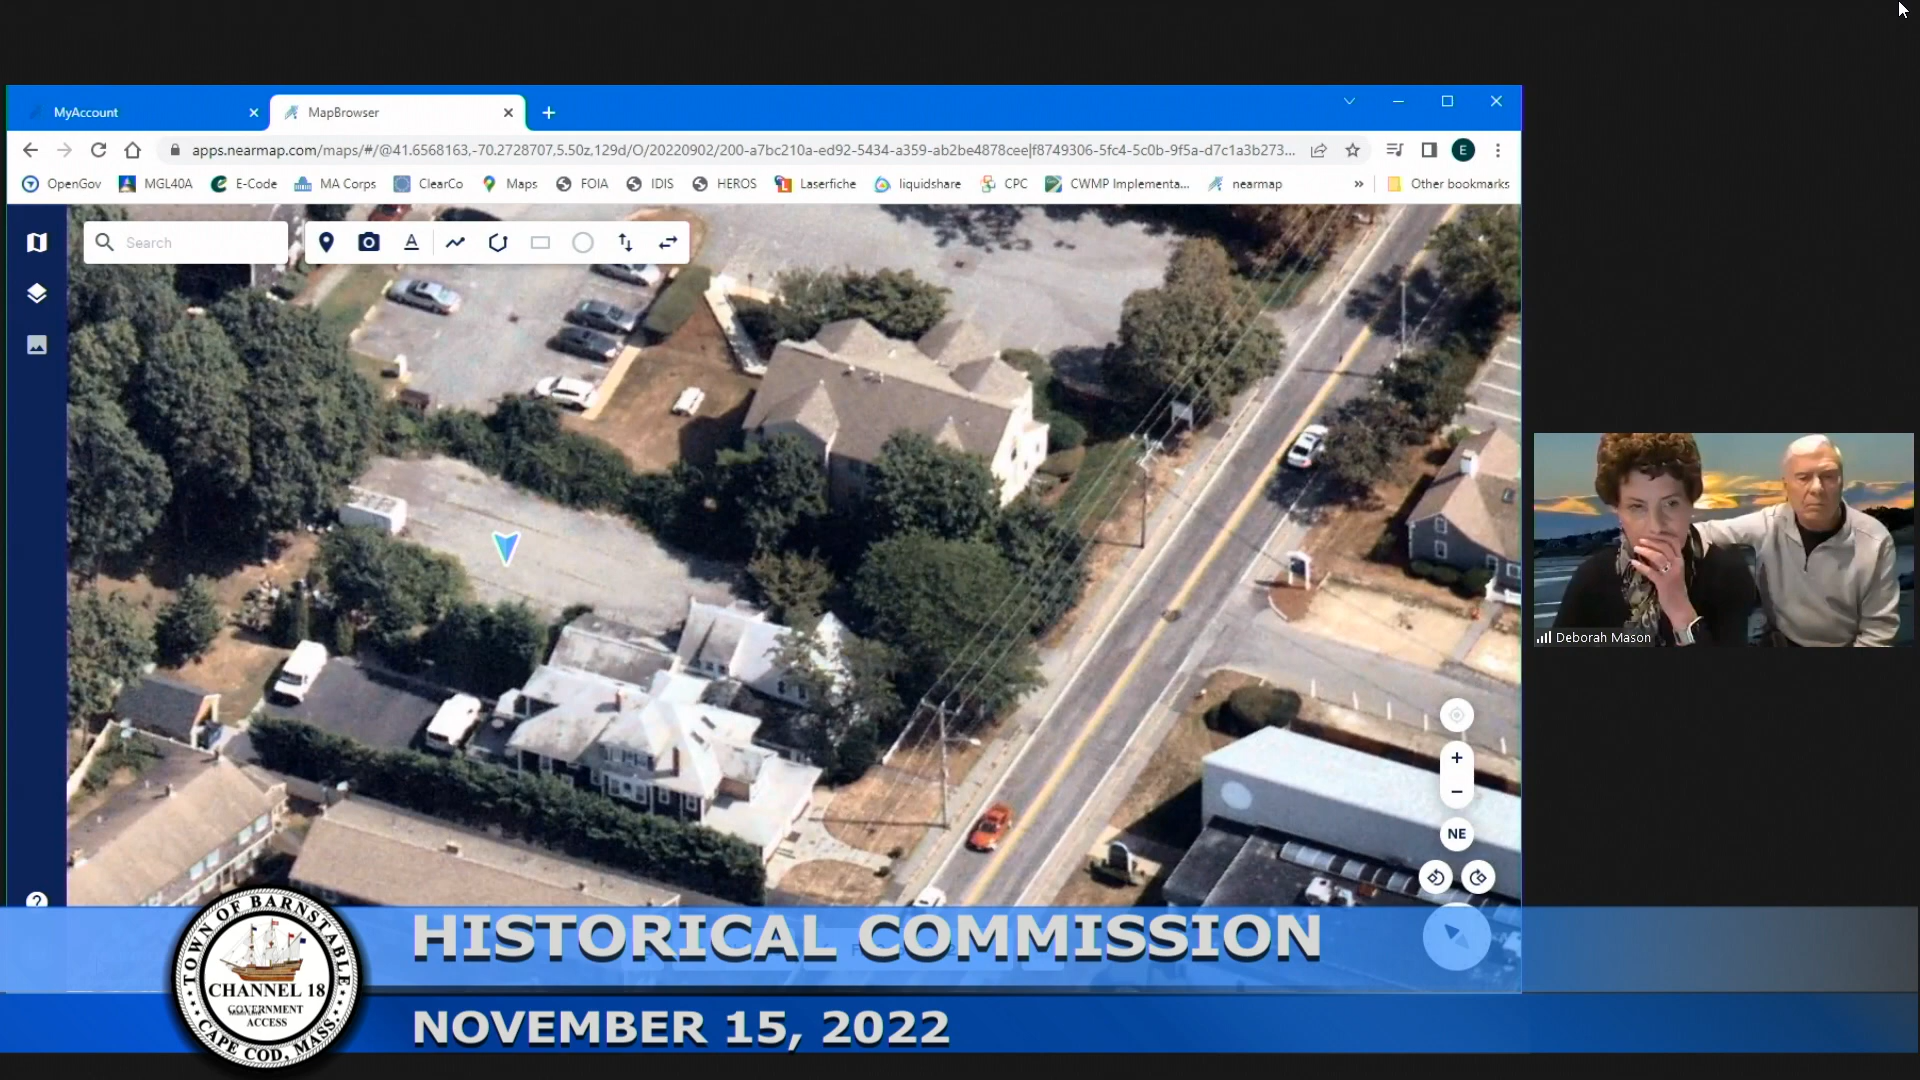 MyAccount
MapBrowser
apps.nearmap.com/maps/#/@41.6568163,-70.2728707,5.50z,129d/O/20220902/200-a7bc210a-ed92-5434-a359-ab2be4878cee|f8749306-5fc4-5c0b-9f5a-d7c1a3b273...
E
OpenGov MGL40A E-Code MA Corps ClearCo Maps FOIA IDIS HEROS Laserfiche liquidshare CPC CWMP Implementa... nearmap » Other bookmarks
Search
A
Deborah Mason
NE
?
HISTORICAL COMMISSION
NOVEMBER 15, 2022
TOWN OF BARNSTABLE
CHANNEL 18
GOVERNMENT
ACCESS
CAPE COD, MASS.